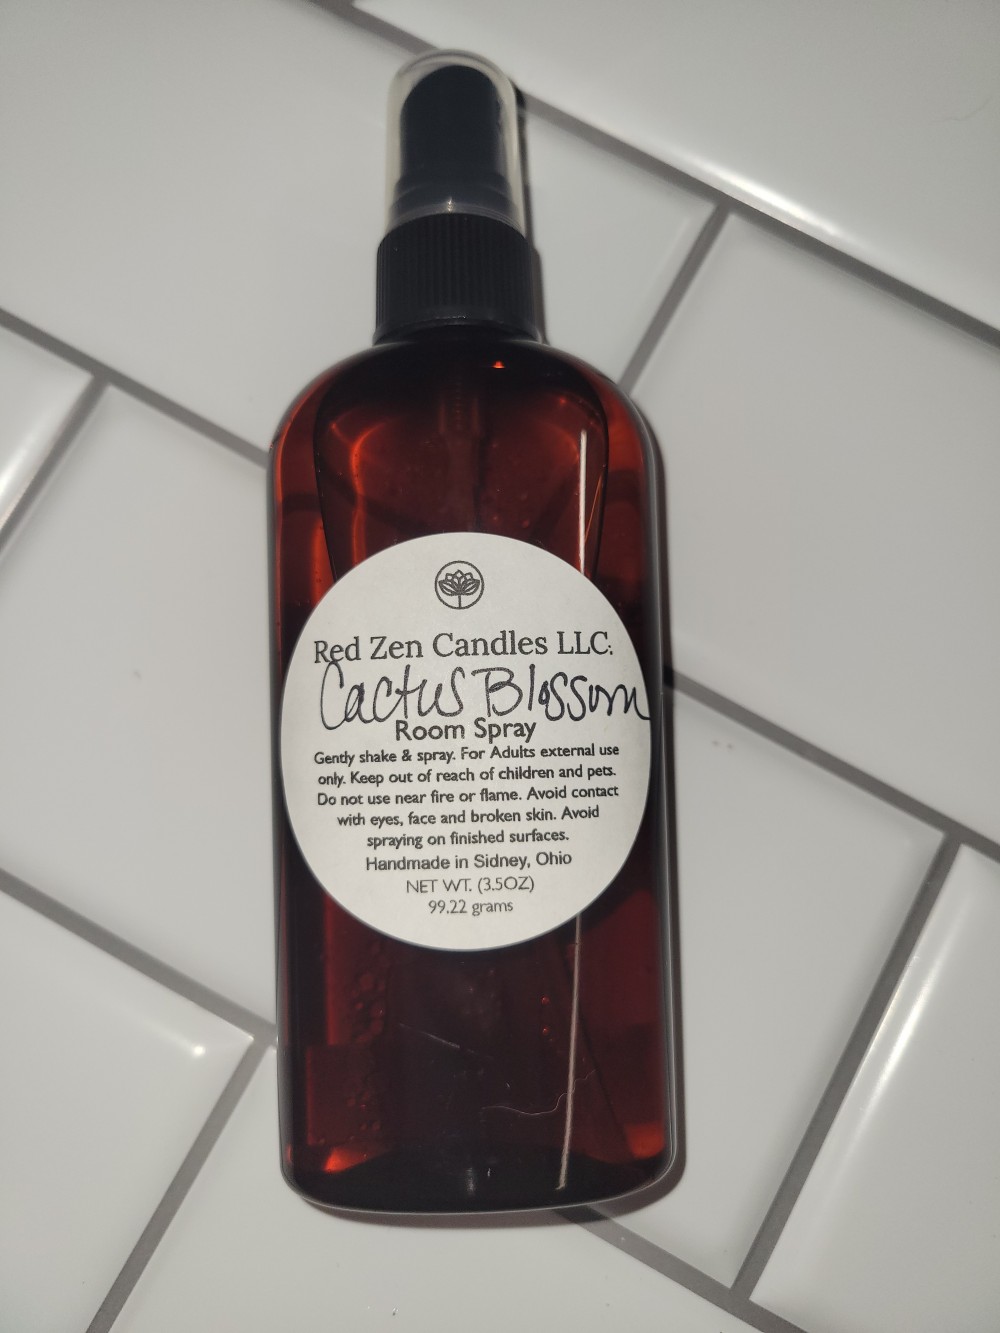 Red Zen Candles LLC:
Cactus Blossom
Room Spray
Gently shake & spray. For Adults external use
only. Keep out of reach of children and pets.
Do not use near fire or flame. Avoid contact
with eyes, face and broken skin. Avoid
spraying on finished surfaces.
Handmade in Sidney, Ohio
NET WT. (3.5OZ)
99.22 grams